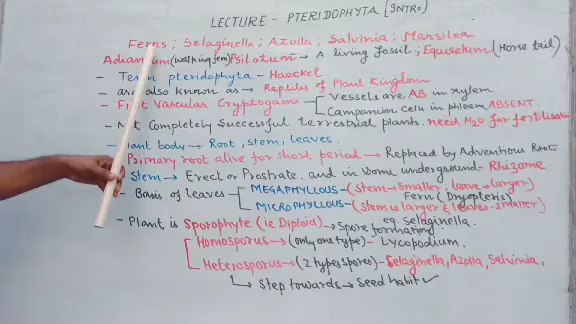 LECTURE - PTERIDOPHYTA [INTRO]
Ferns ; Selaginella ; Azulla ; Salvinia ; Marsilea
Adiantum (walking fern) Psilotum → A living fossil, Equisetum (Horse tail),
- Term pteridophyta - Haeckel
- are also known as → Reptiles of Plant Kingdom
- First Vascular Cryptogams Vessels are AB in xylem
Companion cells in phloem ABSENT.
- Not Completely Successful terrestrial plants. need H2O for fertilisation
- Plant body → Root, stem, leaves.
Primary root alive for short period → Replaced by Adventious Root
Stem → Erect or Prostrate and in some underground - Rhizome
- Basis of leaves MEGAPHYLLOUS - (stem → smaller; leave → larger)
Fern (Dryopteris)
MICROPHYLLOUS - (stem is larger & leaves - smaller)
eg. Selaginella.
- Plant is Sporophyte (ie Diploid) → Spore formation
Homosporus → (only one type) - Lycopodium.
Heterosporus → (2 types spores) - Selaginella, Azolla, Salvinia,
↳ Step towards → Seed habit ✓